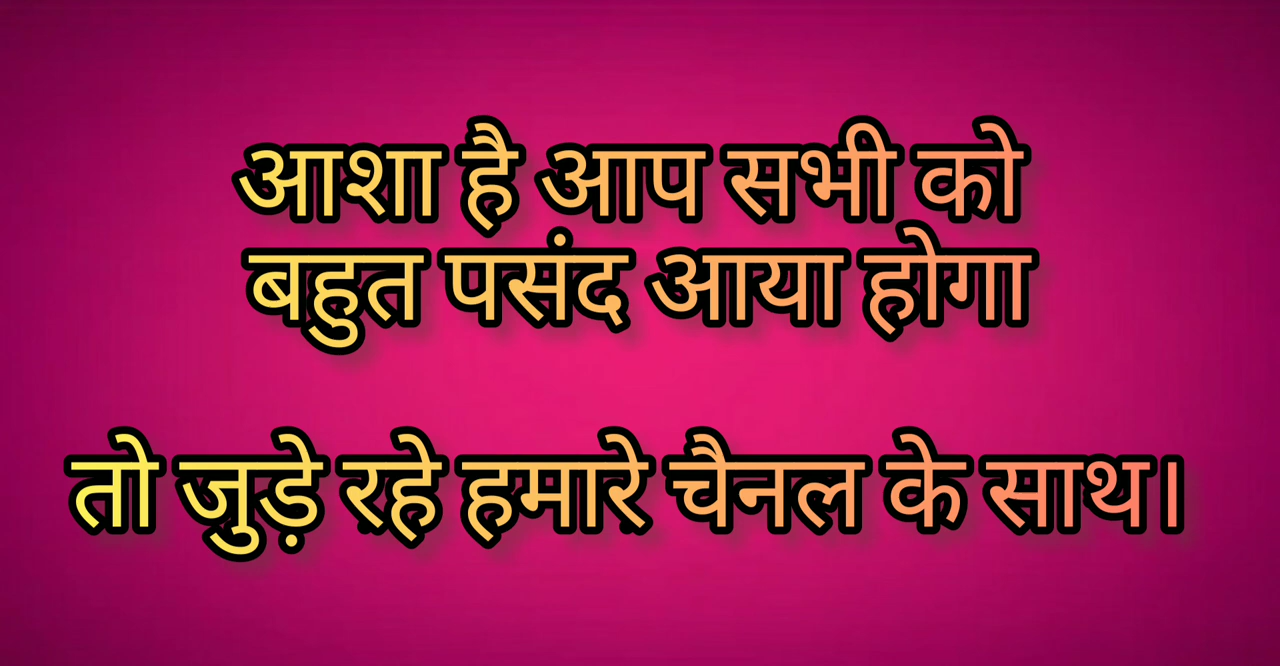 आशा है आप सभी को
बहुत पसंद आया होगा
तो जुड़े रहे हमारे चैनल के साथ।